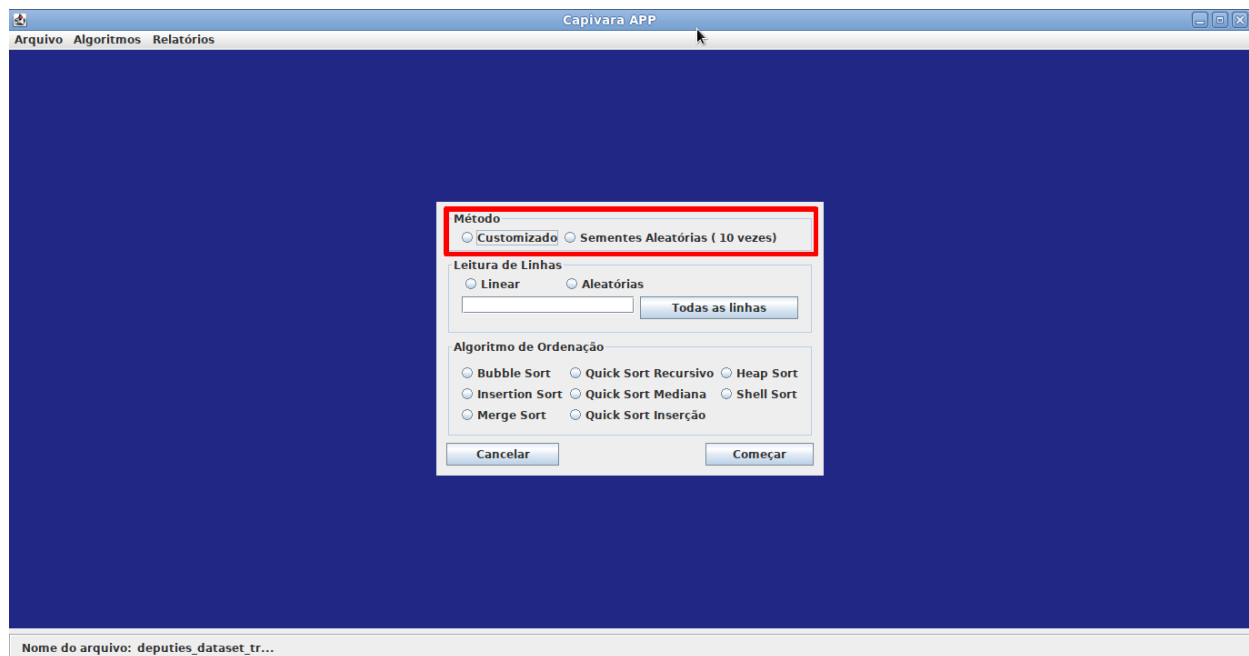 Capivara APP
Arquivo Algoritmos Relatórios
Método
Customizado Sementes Aleatórias ( 10 vezes)
Leitura de Linhas
Linear Aleatórias
Todas as linhas
Algoritmo de Ordenação
Bubble Sort Quick Sort Recursivo Heap Sort
Insertion Sort Quick Sort Mediana Shell Sort
Merge Sort Quick Sort Inserção
Cancelar Começar
Nome do arquivo: deputies_dataset_tr...